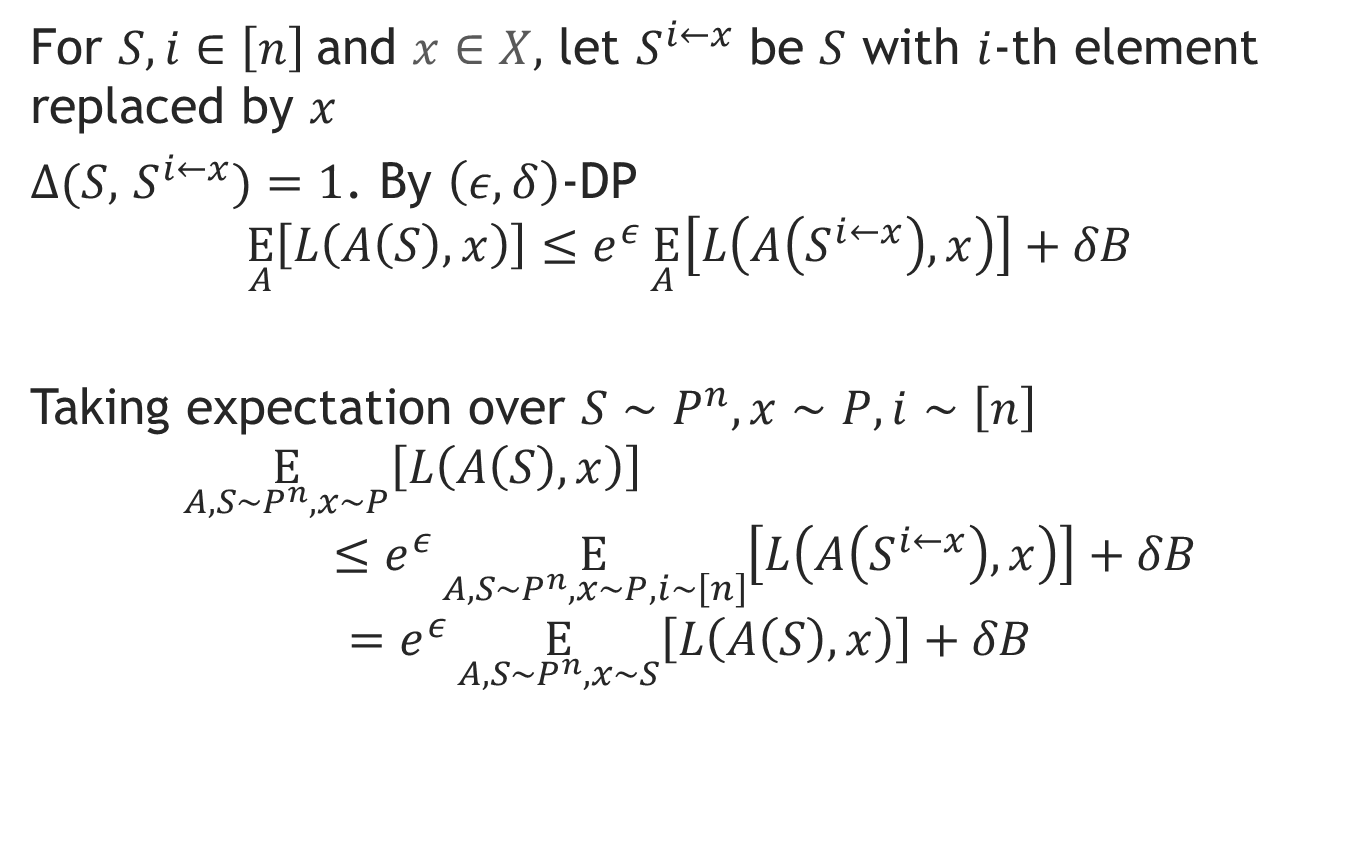 For S, i ∈ [n] and x ∈ X, let S^{i←x} be S with i-th element
replaced by x
Δ(S, S^{i←x}) = 1. By (ϵ, δ)-DP
E_A[L(A(S), x)] ≤ e^ϵ E_A[L(A(S^{i←x}), x)] + δB
Taking expectation over S ~ P^n, x ~ P, i ~ [n]
E_{A,S~P^n,x~P}[L(A(S), x)]
≤ e^ϵ E_{A,S~P^n,x~P,i~[n]}[L(A(S^{i←x}), x)] + δB
= e^ϵ E_{A,S~P^n,x~S}[L(A(S), x)] + δB